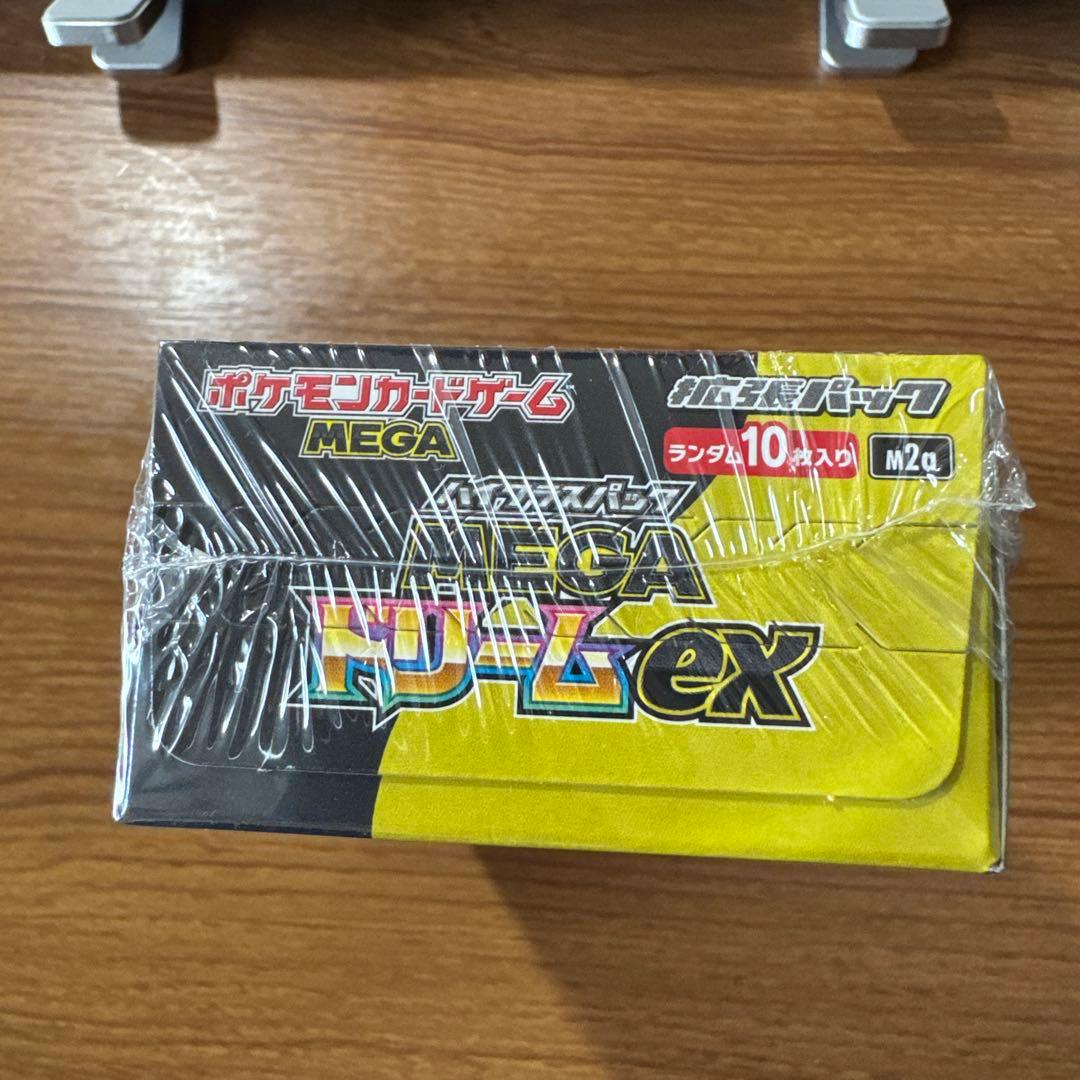 ポケモンカードゲーム
MEGA
拡張パック
ランダム10枚入り
M2a
ハイクラスパック
MEGA
ドリームex